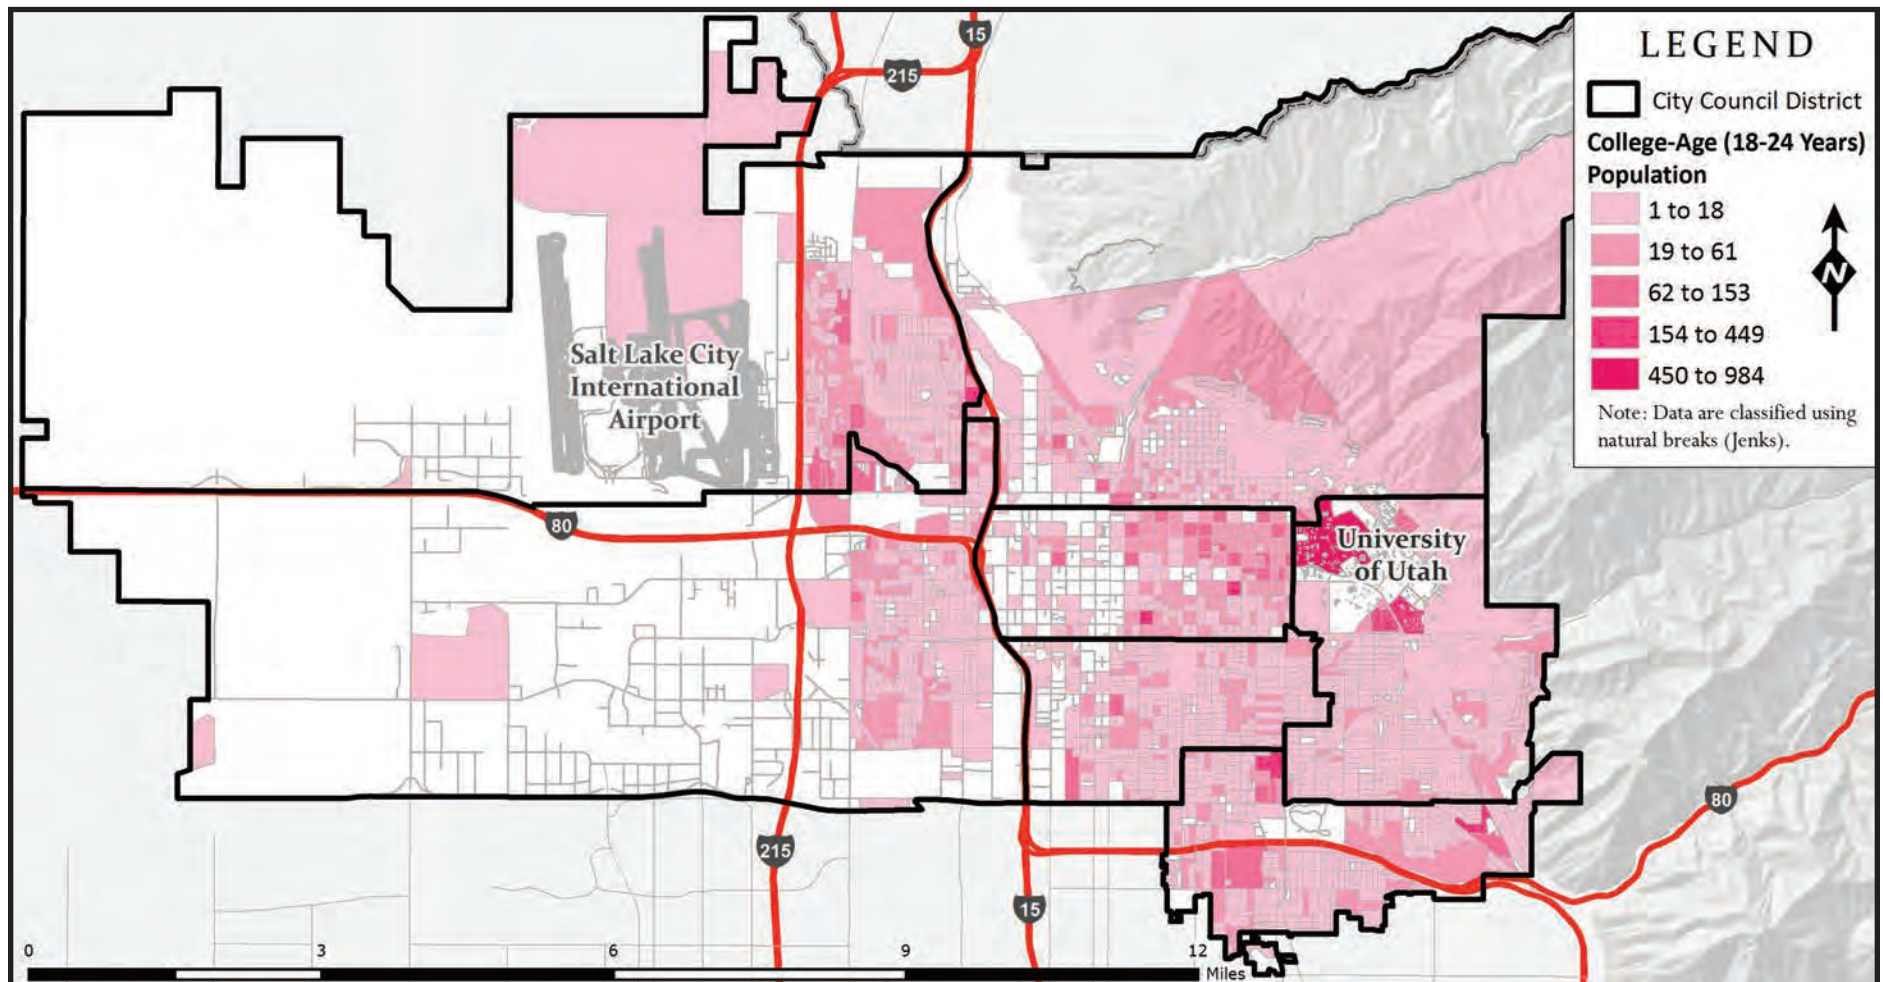 15
215
LEGEND
City Council District
College-Age (18-24 Years)
Population
1 to 18
19 to 61
62 to 153
154 to 449
450 to 984
N
Note: Data are classified using
natural breaks (Jenks).
Salt Lake City
International
Airport
80
University
of Utah
80
215
15
0 3 6 9 12
Miles